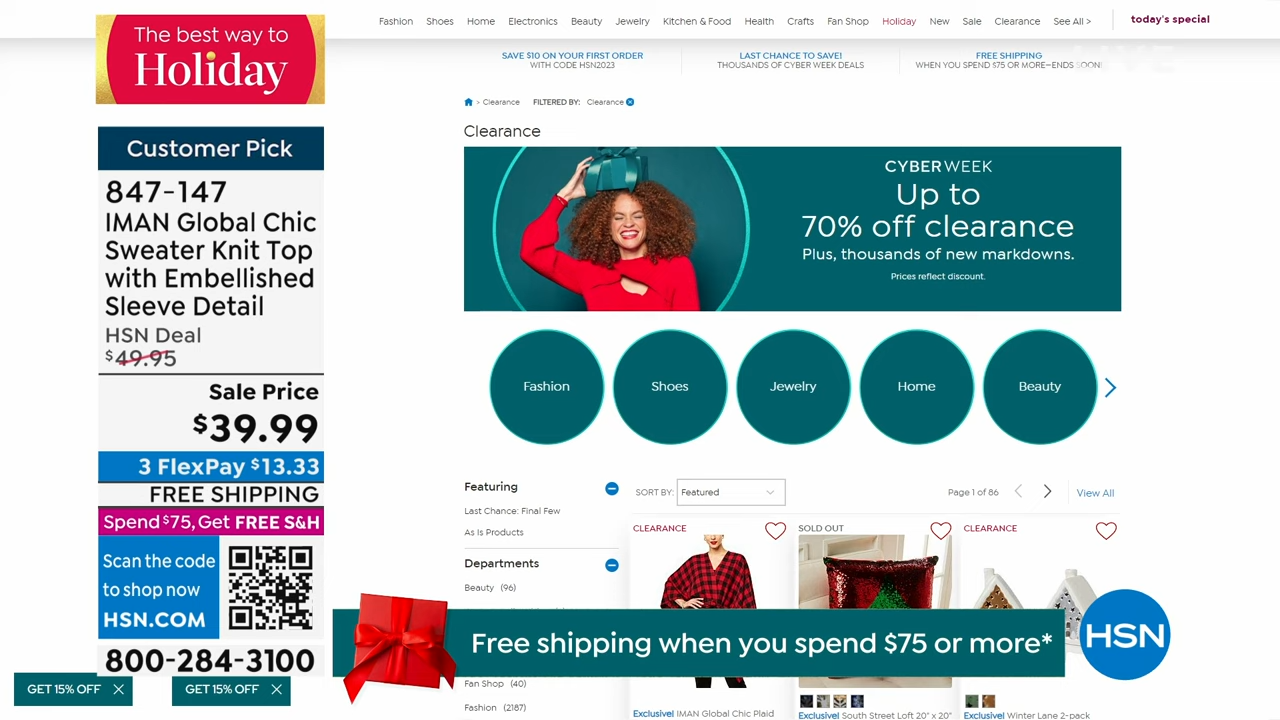 The best way to
Holiday
Customer Pick
847-147
IMAN Global Chic
Sweater Knit Top
with Embellished
Sleeve Detail
HSN Deal
$49.95
Sale Price
$39.99
3 FlexPay $13.33
FREE SHIPPING
Spend $75, Get FREE S&H
Scan the code
to shop now
HSN.COM
800-284-3100
GET 15% OFF
GET 15% OFF
Fashion Shoes Home Electronics Beauty Jewelry Kitchen & Food Health Crafts Fan Shop Holiday New Sale Clearance See All > today's special
SAVE $10 ON YOUR FIRST ORDER
WITH CODE HSN2023
LAST CHANCE TO SAVE!
THOUSANDS OF CYBER WEEK DEALS
FREE SHIPPING
WHEN YOU SPEND $75 OR MORE—ENDS SOON!
LIVE
> Clearance FILTERED BY: Clearance
Clearance
CYBERWEEK
Up to
70% off clearance
Plus, thousands of new markdowns.
Prices reflect discount.
Fashion Shoes Jewelry Home Beauty
Featuring
Last Chance: Final Few
As Is Products
Departments
Beauty (96)
Fan Shop (40)
Fashion (2187)
SORT BY: Featured
Page 1 of 86
View All
CLEARANCE
SOLD OUT
CLEARANCE
Free shipping when you spend $75 or more*
HSN
Exclusive! IMAN Global Chic Plaid
Exclusive! South Street Loft 20" x 20"
Exclusive! Winter Lane 2-pack